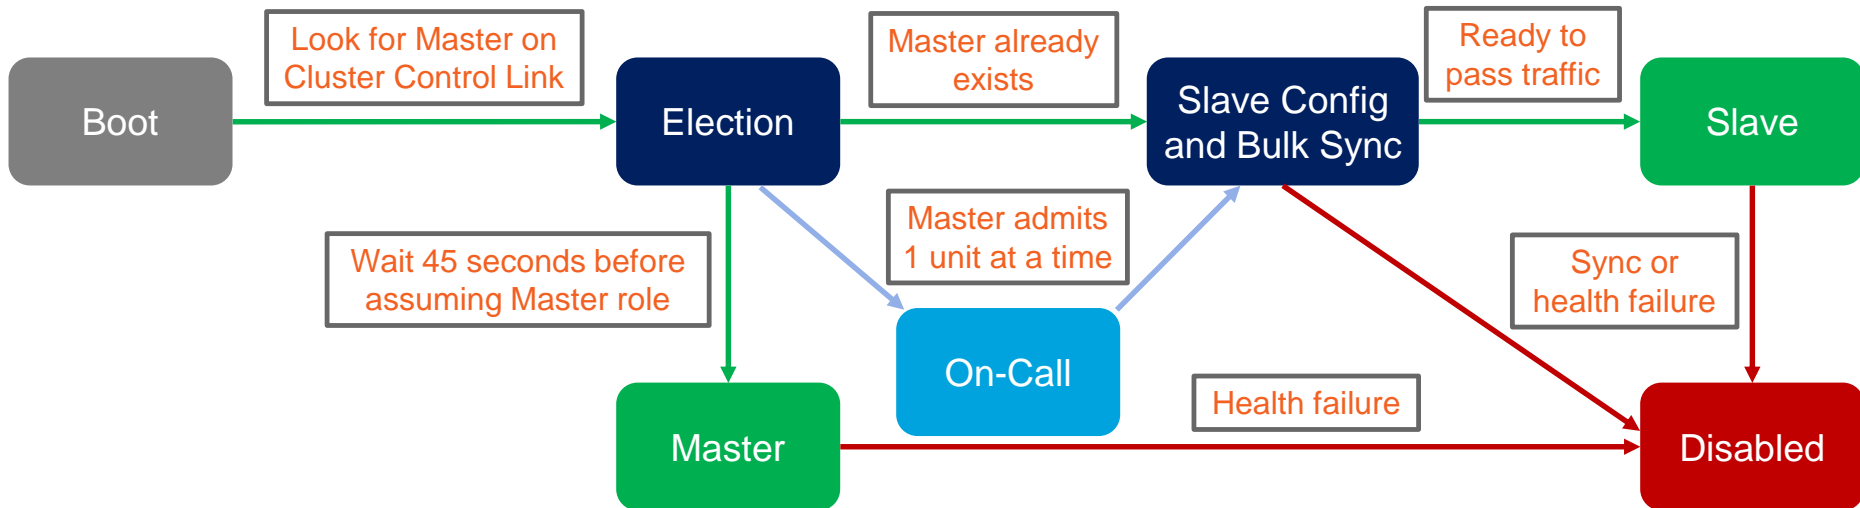 Look for Master on
Cluster Control Link
Master already
exists
Ready to
pass traffic
Boot
Election
Slave Config
and Bulk Sync
Slave
Wait 45 seconds before
assuming Master role
Master admits
1 unit at a time
Sync or
health failure
On-Call
Health failure
Master
Disabled